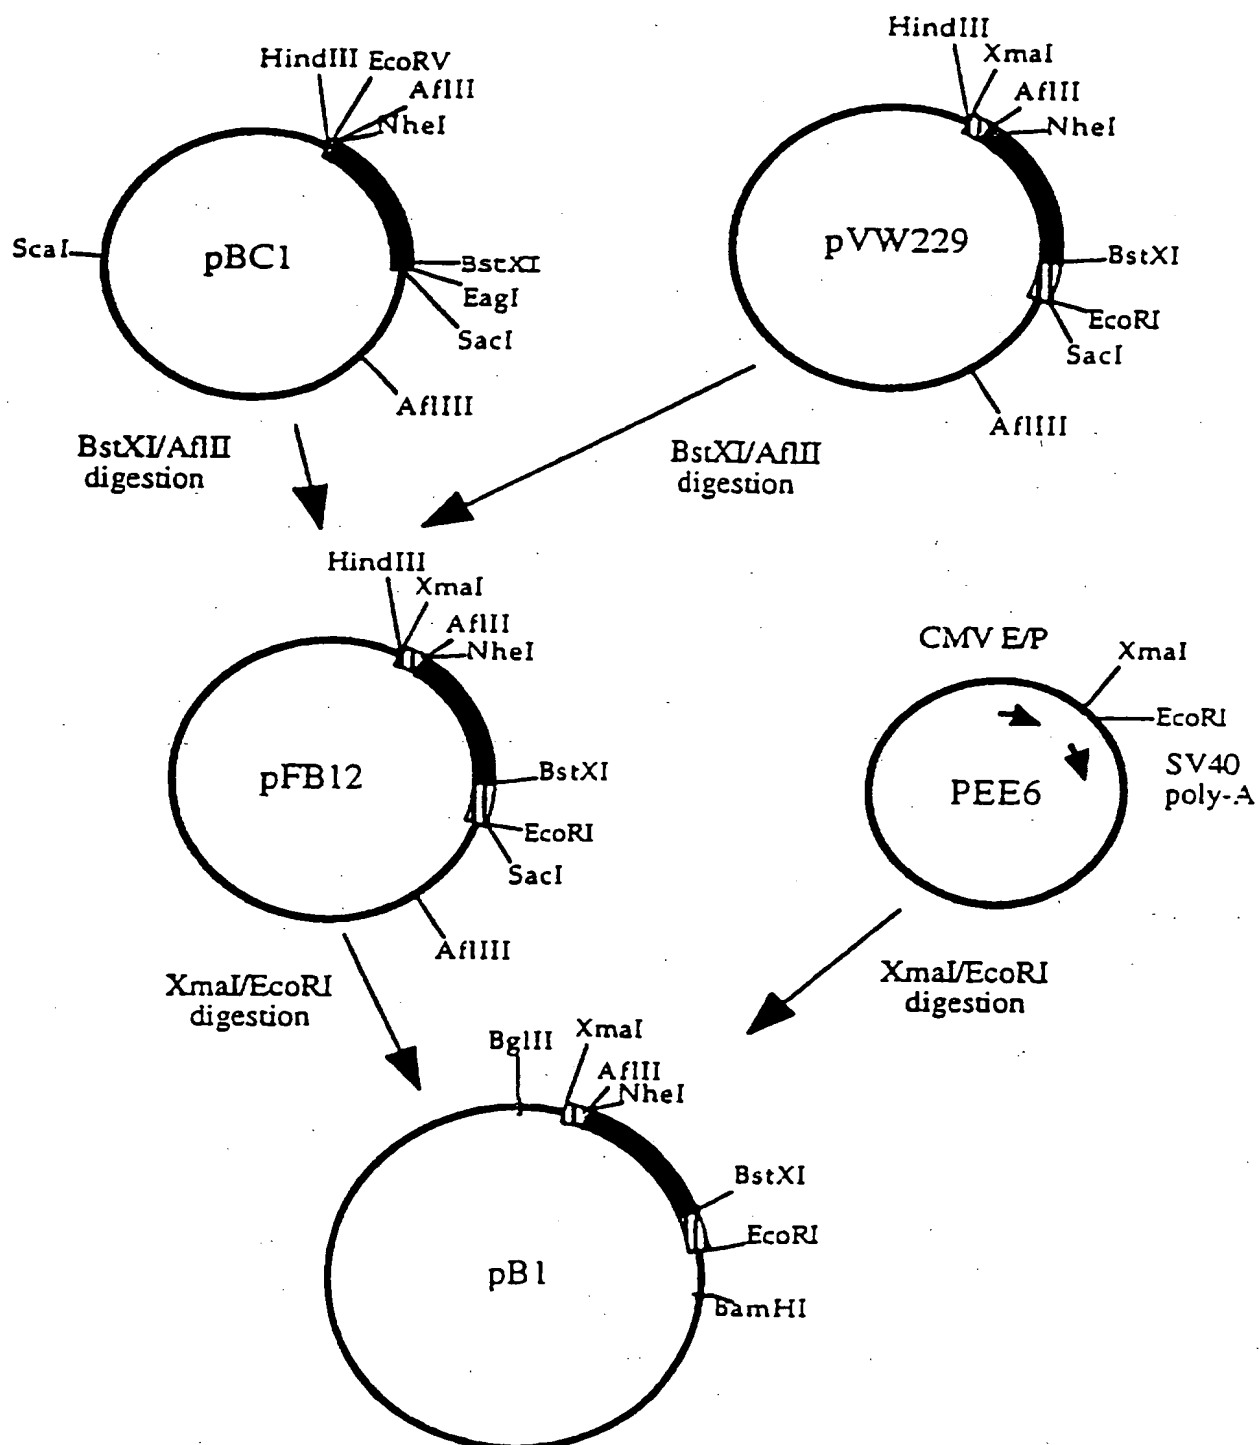 HindIII
EcoRV
AflII
NheI
ScaI
pBC1
BstXI
EagI
SacI
AflIII
HindIII
XmaI
AflII
NheI
pVW229
BstXI
EcoRI
SacI
AflIII
BstXI/AflII
digestion
BstXI/AflII
digestion
HindIII
XmaI
AflII
NheI
pFB12
BstXI
EcoRI
SacI
AflIII
CMV E/P
XmaI
EcoRI
SV40
poly-A
PEE6
XmaI/EcoRI
digestion
XmaI/EcoRI
digestion
BglII
XmaI
AflII
NheI
BstXI
EcoRI
pB1
bamHI